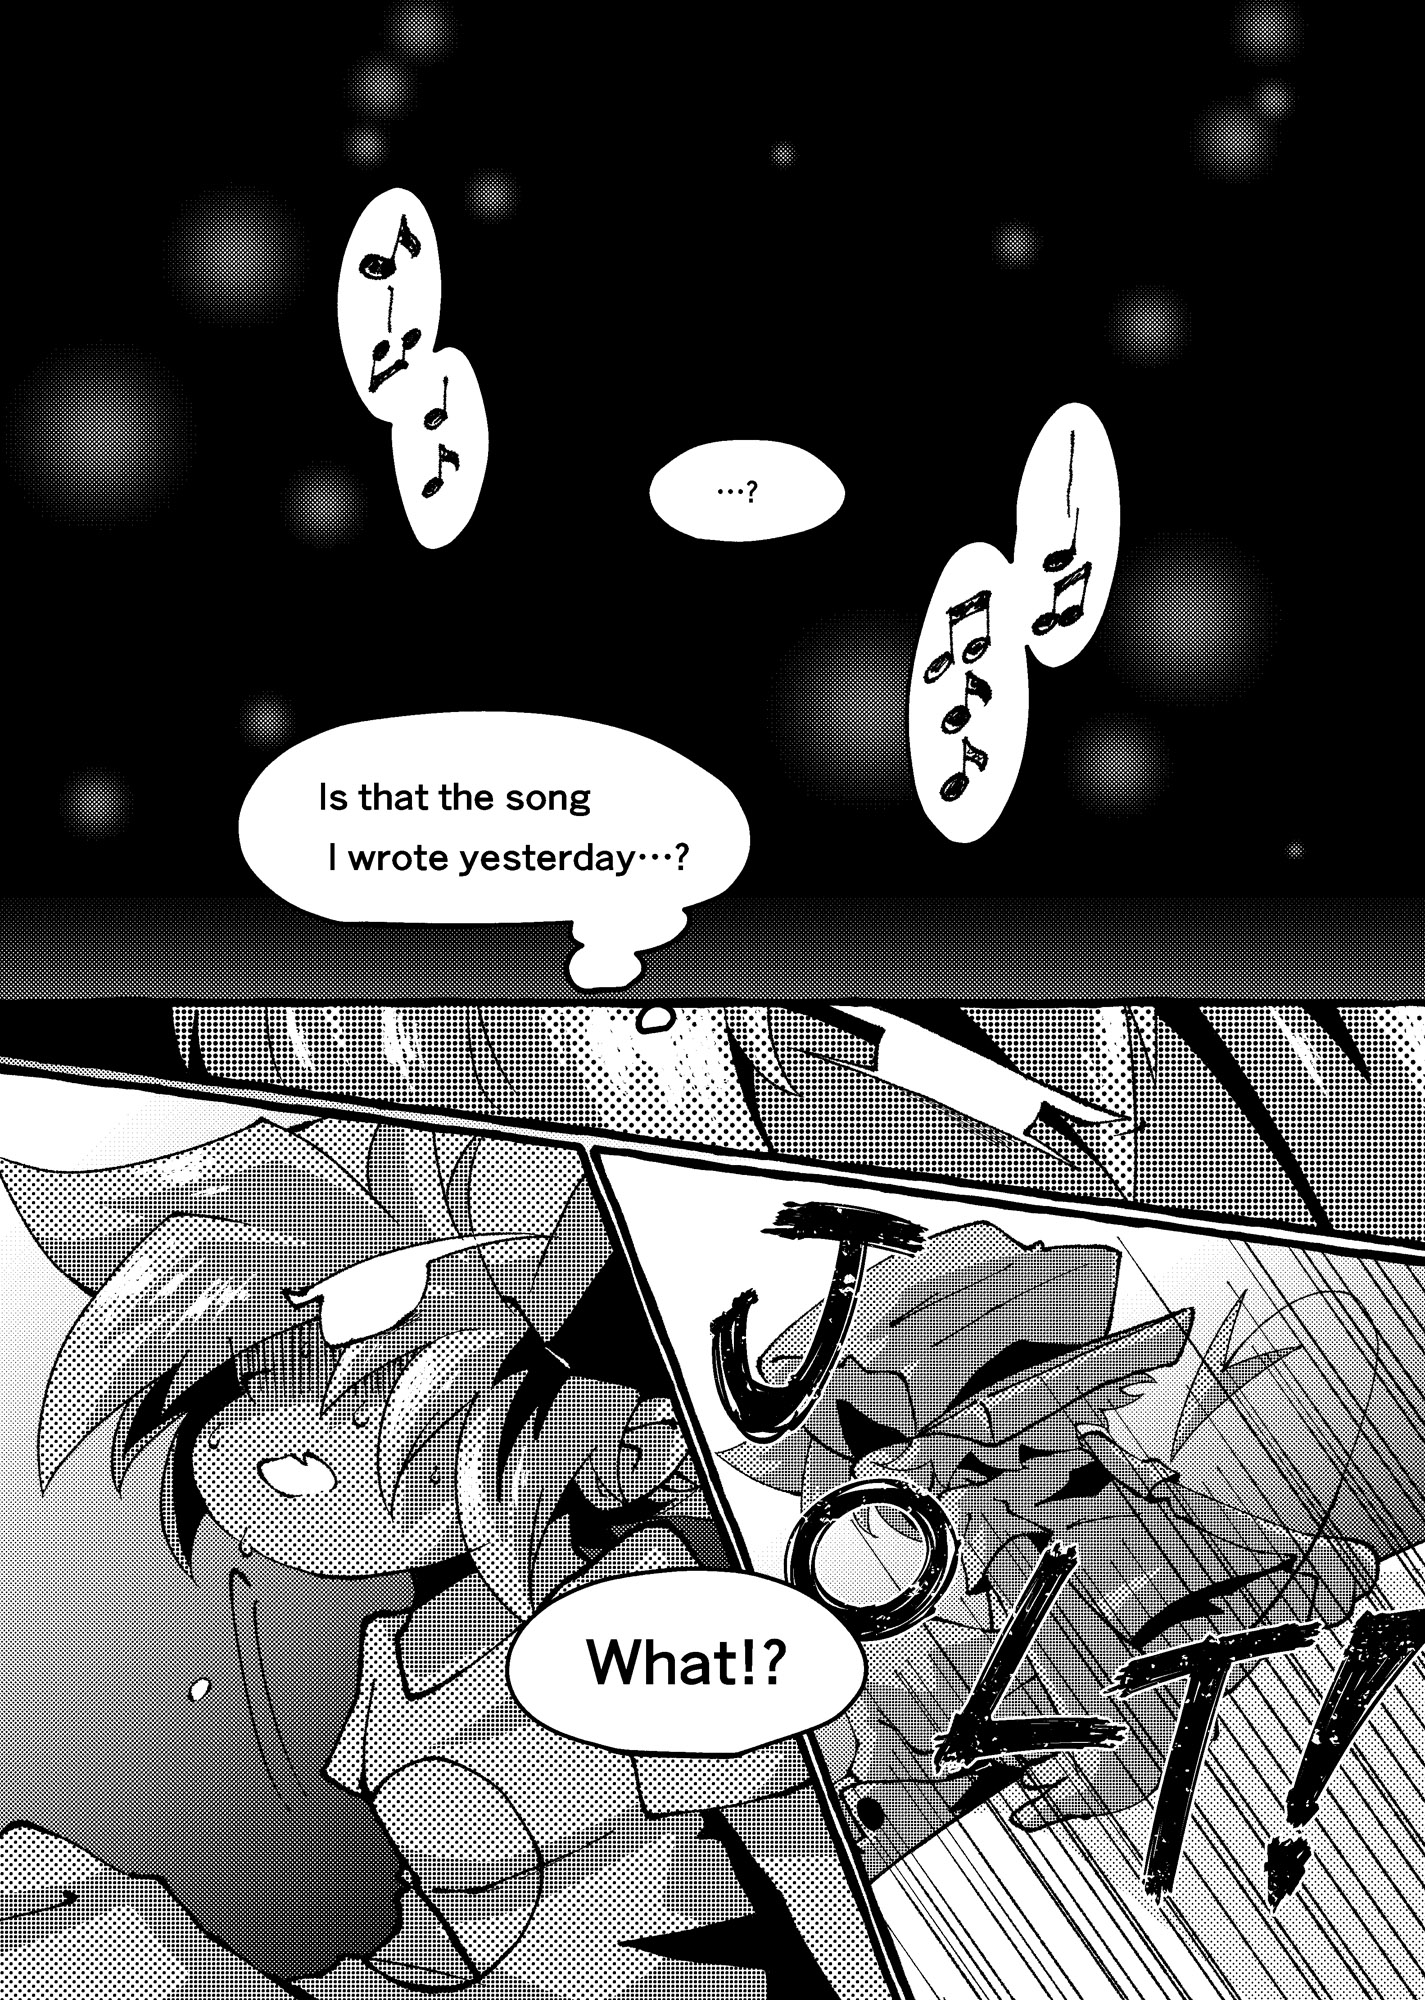 …?
Is that the song
I wrote yesterday…?
JOLT!
What!?